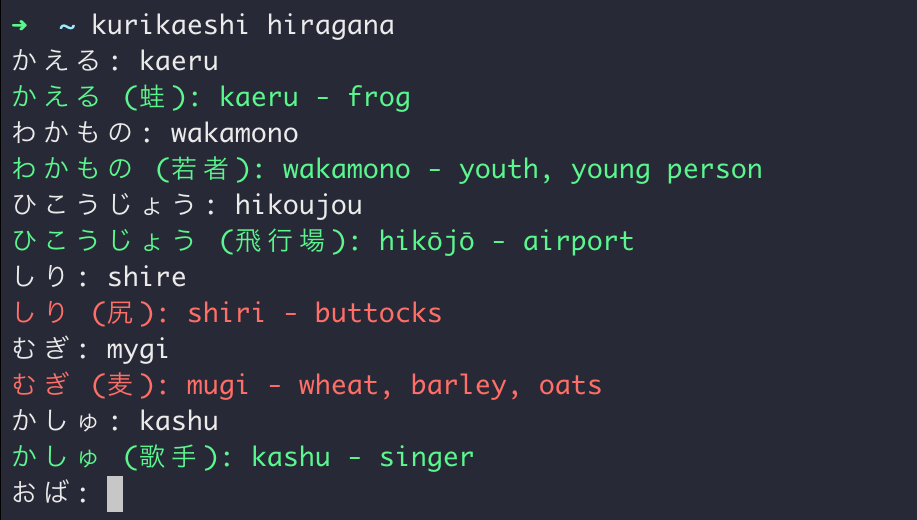 ➜  ~ kurikaeshi hiragana
かえる: kaeru
かえる (蛙): kaeru - frog
わかもの: wakamono
わかもの (若者): wakamono - youth, young person
ひこうじょう: hikoujou
ひこうじょう (飛行場): hikōjō - airport
しり: shire
しり (尻): shiri - buttocks
むぎ: mygi
むぎ (麦): mugi - wheat, barley, oats
かしゅ: kashu
かしゅ (歌手): kashu - singer
おば: